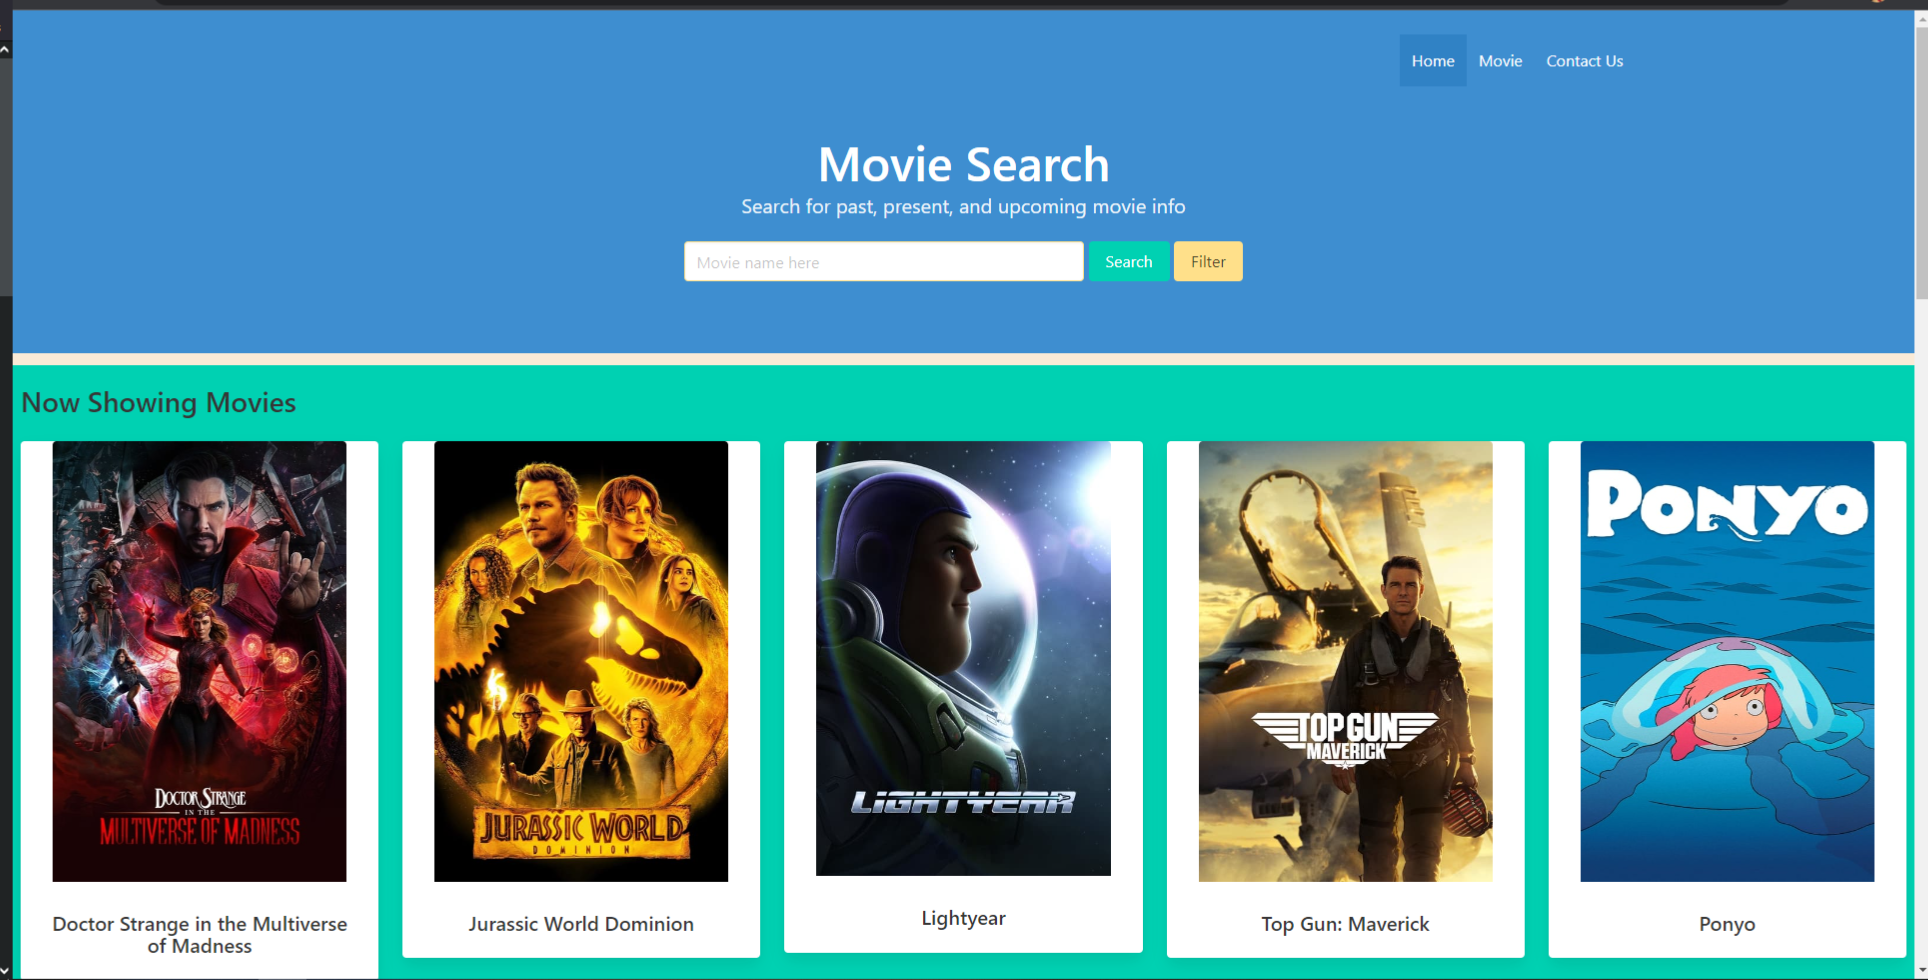 Home Movie Contact Us
Movie Search
Search for past, present, and upcoming movie info
Movie name here Search Filter
Now Showing Movies
DOCTOR STRANGE
IN THE
MULTIVERSE OF MADNESS
Doctor Strange in the Multiverse
of Madness
JURASSIC WORLD
DOMINION
Jurassic World Dominion
LIGHTYEAR
Lightyear
TOP GUN
MAVERICK
Top Gun: Maverick
PONYO
Ponyo